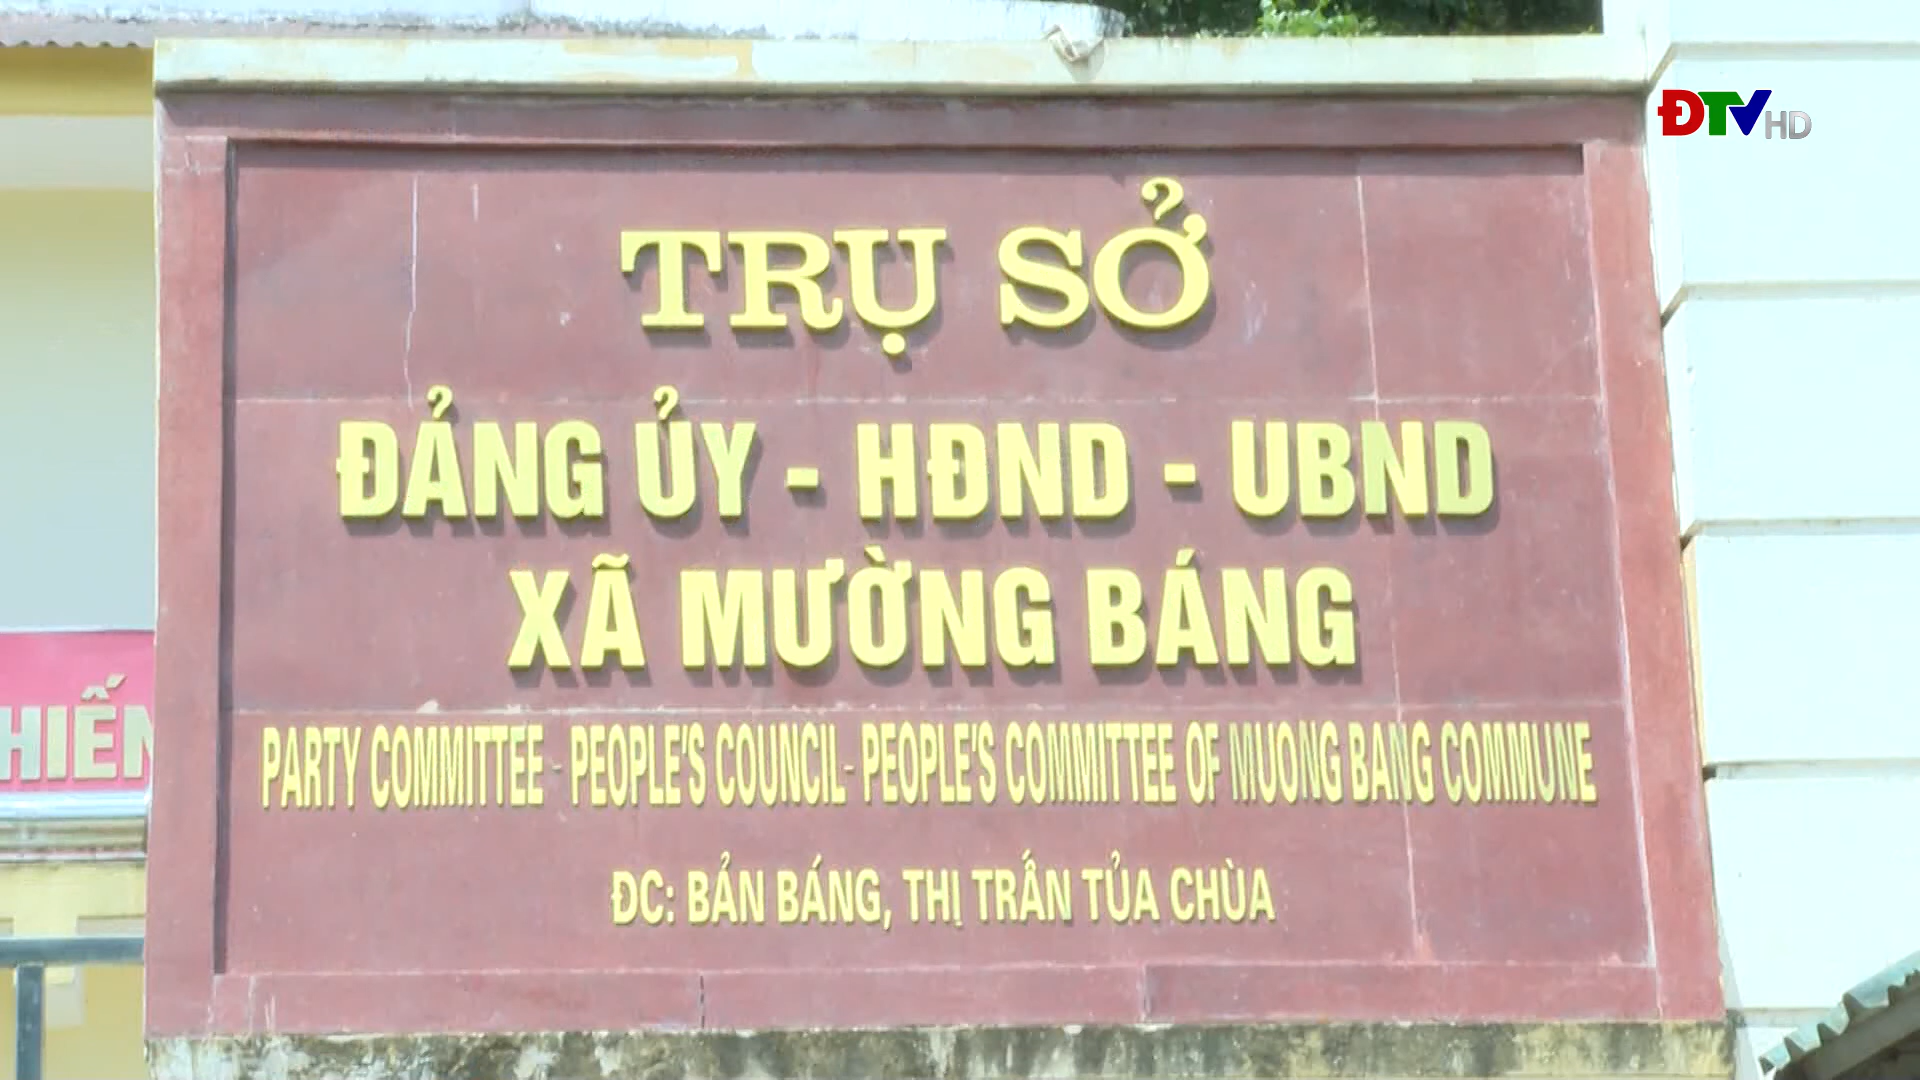 ĐTV HD
TRỤ SỞ
ĐẢNG ỦY - HĐND - UBND
XÃ MƯỜNG BÁNG
PARTY COMMITTEE - PEOPLE'S COUNCIL- PEOPLE'S COMMITTEE OF MUONG BANG COMMUNE
ĐC: BẢN BÁNG, THỊ TRẤN TỦA CHÙA